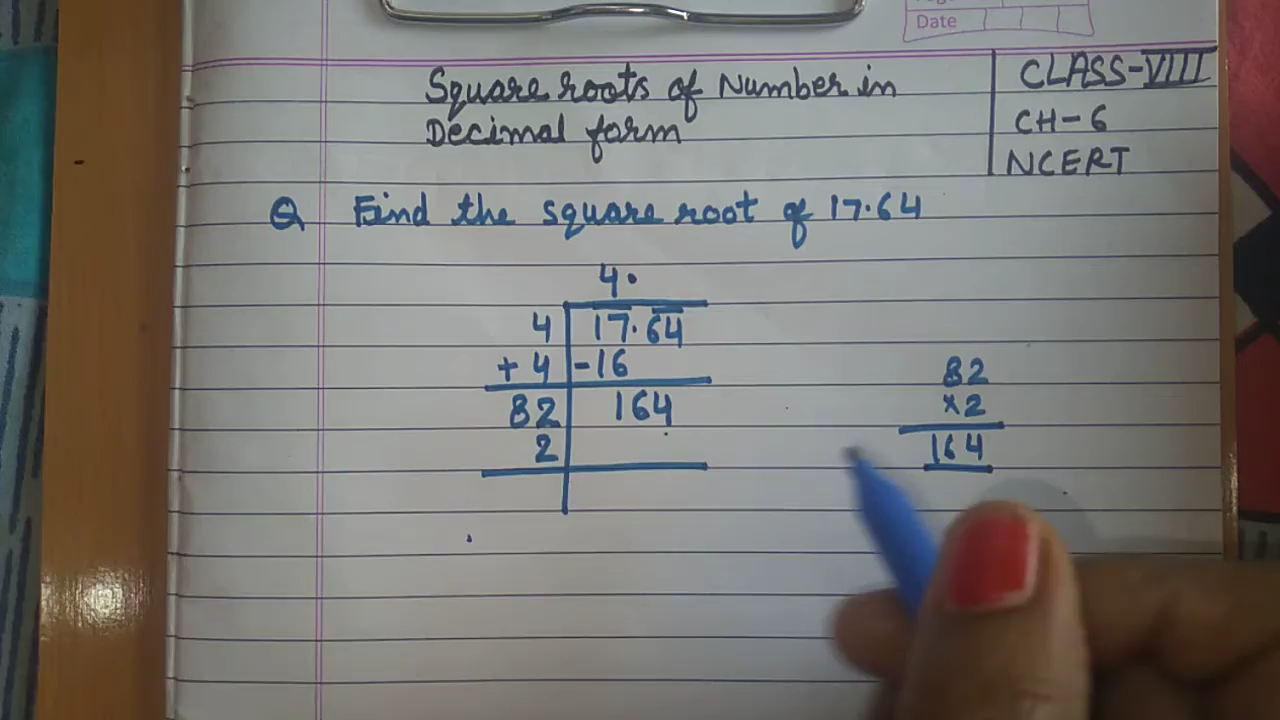 Date
Square roots of Number in
Decimal form
CLASS-VIII
CH-6
NCERT
Q Find the square root of 17.64
4.
4 17.64
+ 4 -16
82 164
2
82
×2
164